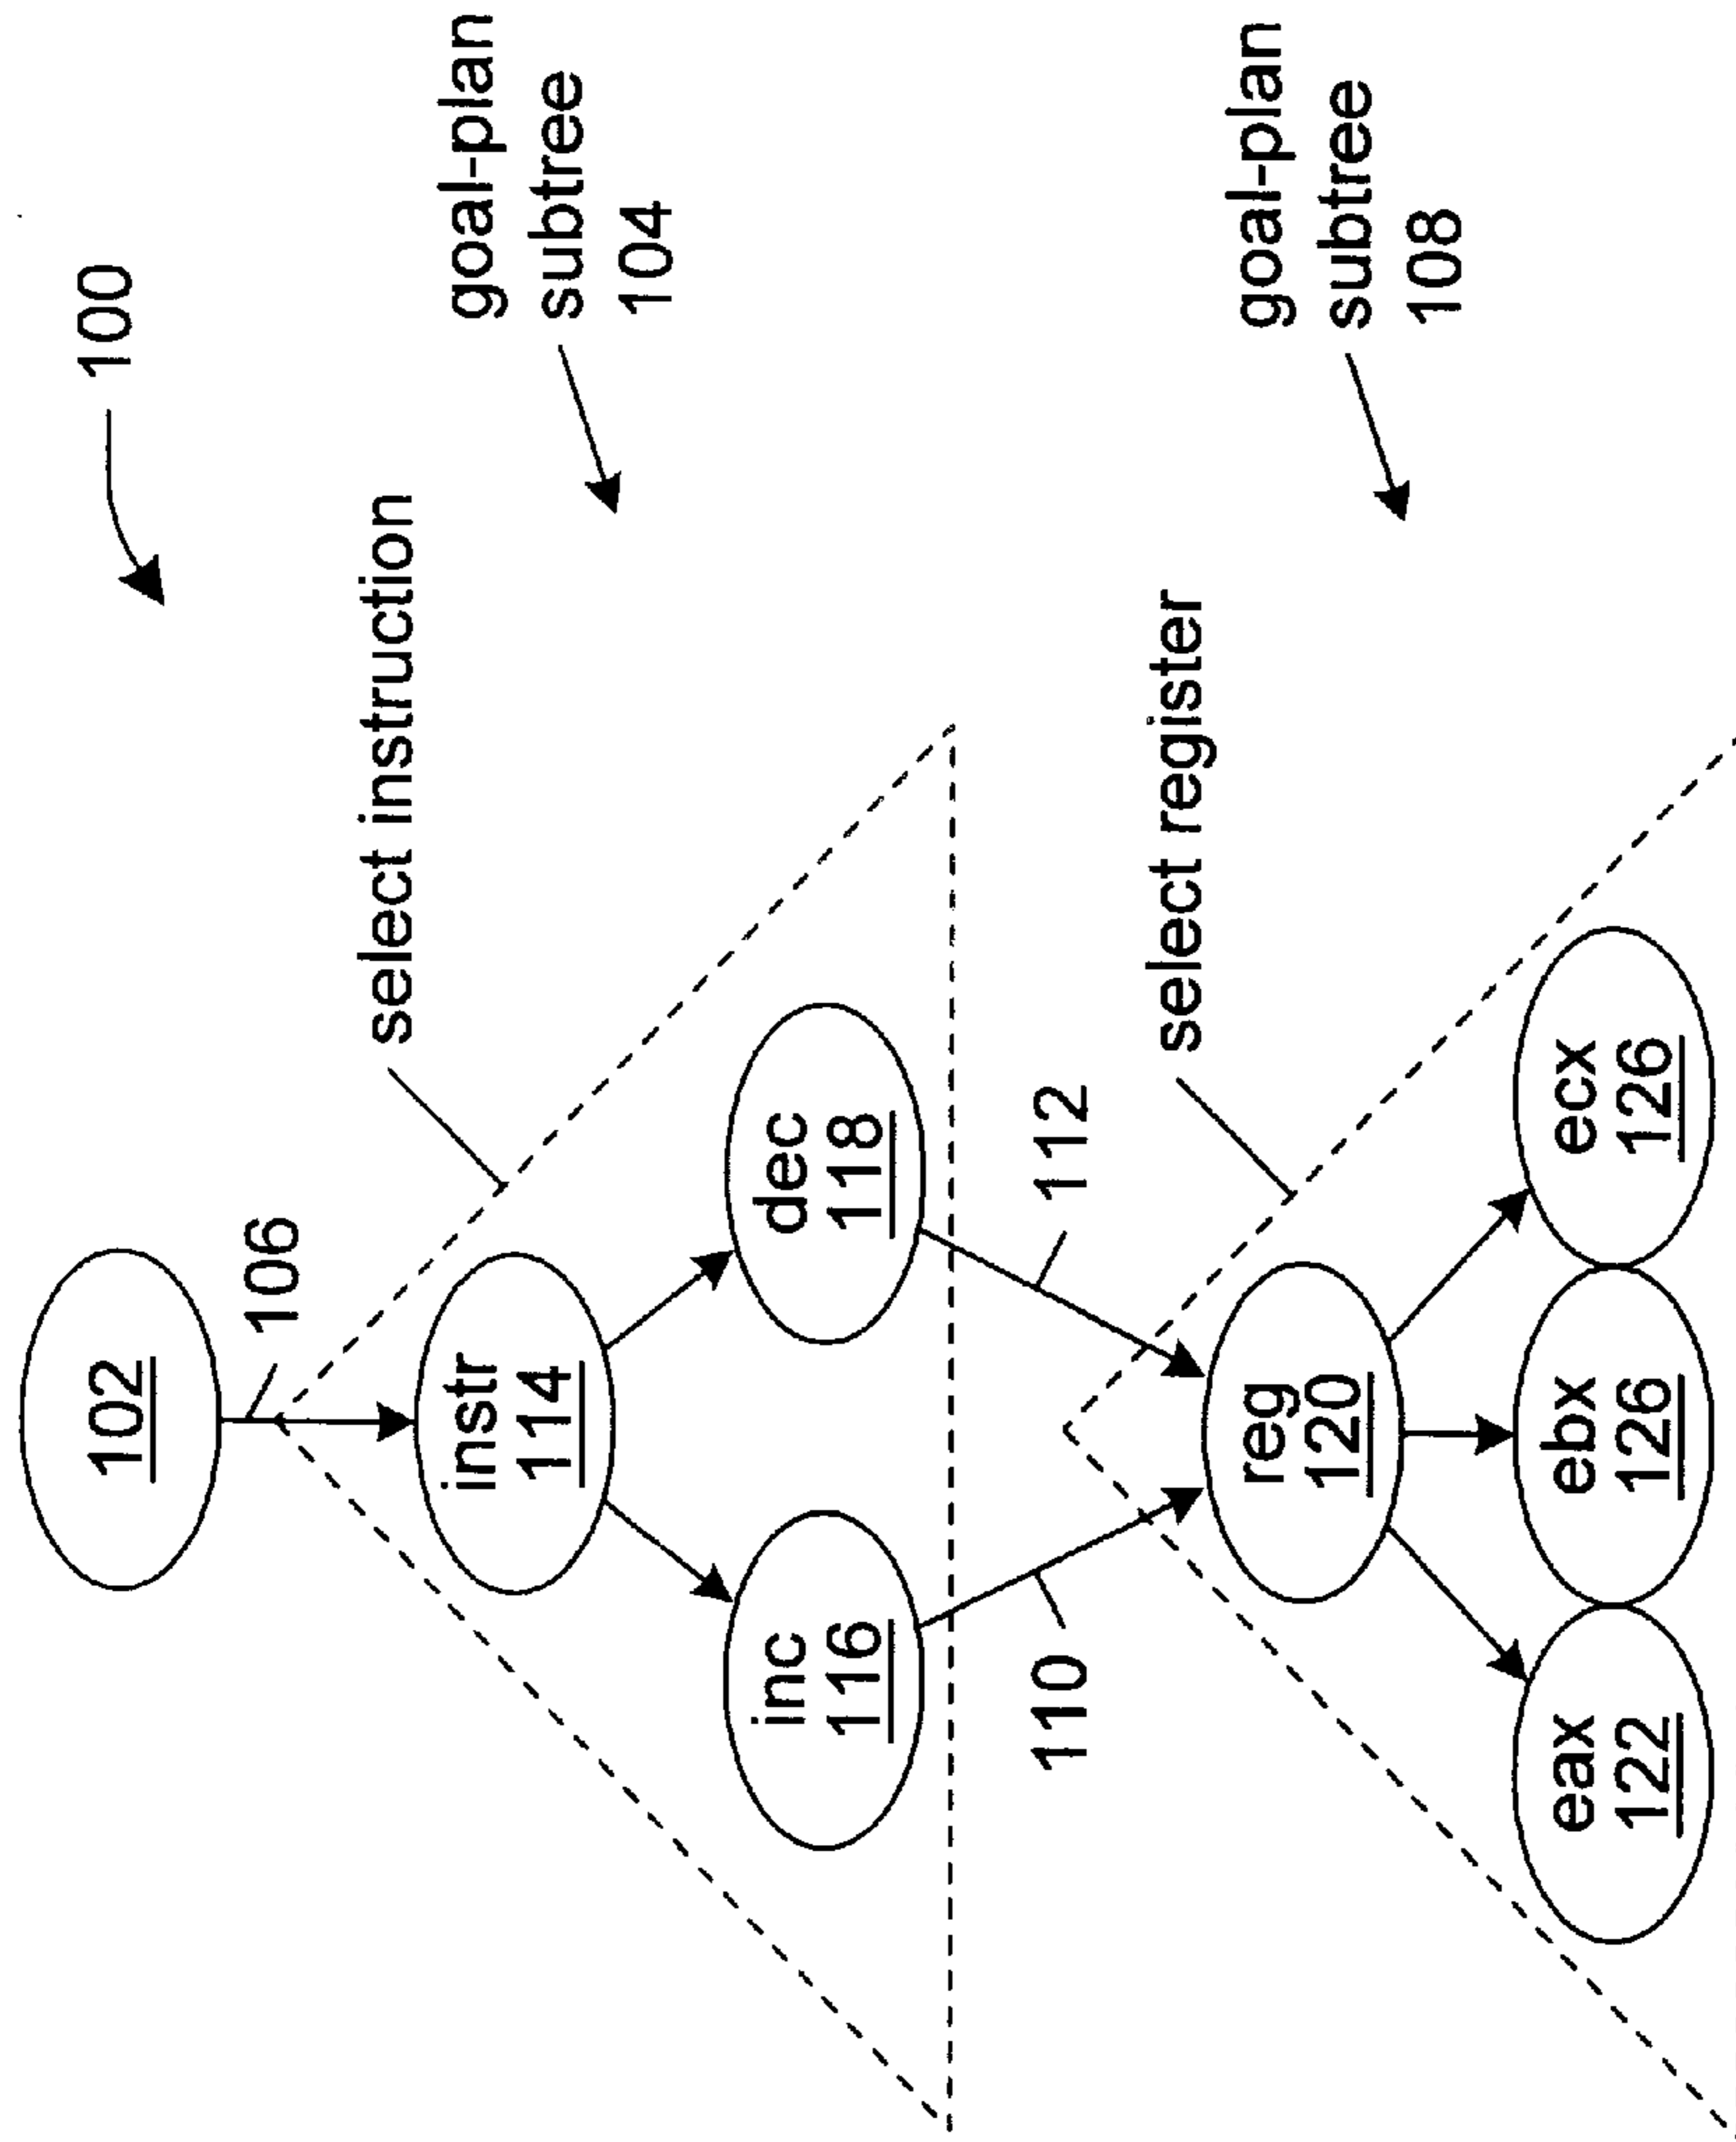 100
102
106
select instruction
goal-plan
subtree
104
instr
114
inc
116
dec
118
110
112
select register
goal-plan
subtree
108
reg
120
eax
122
ebx
126
ecx
126